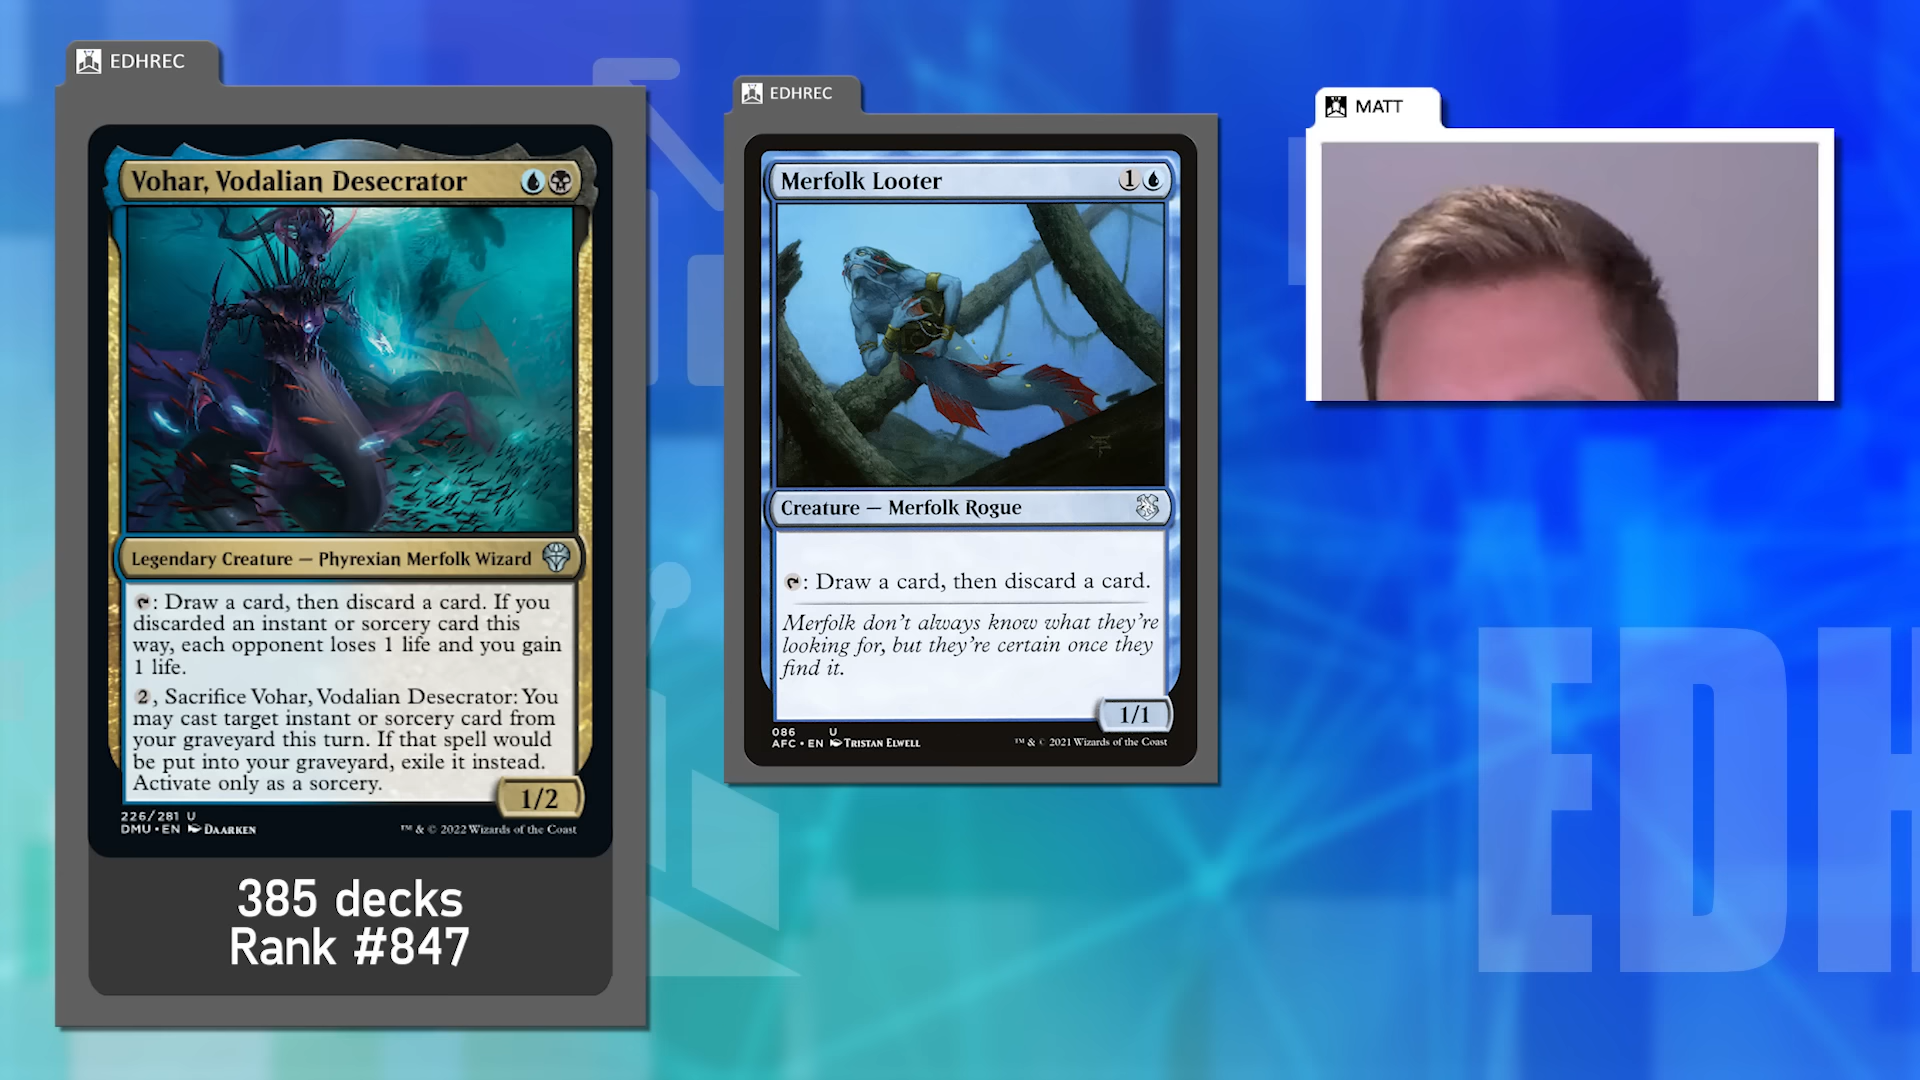 EDHREC
Vohar, Vodalian Desecrator
Legendary Creature — Phyrexian Merfolk Wizard
: Draw a card, then discard a card. If you
discarded an instant or sorcery card this
way, each opponent loses 1 life and you gain
1 life.
2, Sacrifice Vohar, Vodalian Desecrator: You
may cast target instant or sorcery card from
your graveyard this turn. If that spell would
be put into your graveyard, exile it instead.
Activate only as a sorcery.
1/2
226/281 U
DMU • EN DAARKEN
™ & © 2022 Wizards of the Coast
385 decks
Rank #847
EDHREC
Merfolk Looter 1
Creature — Merfolk Rogue
: Draw a card, then discard a card.
Merfolk don't always know what they're
looking for, but they're certain once they
find it.
1/1
086 U
AFC • EN TRISTAN ELWELL
™ & © 2021 Wizards of the Coast
MATT
EDH